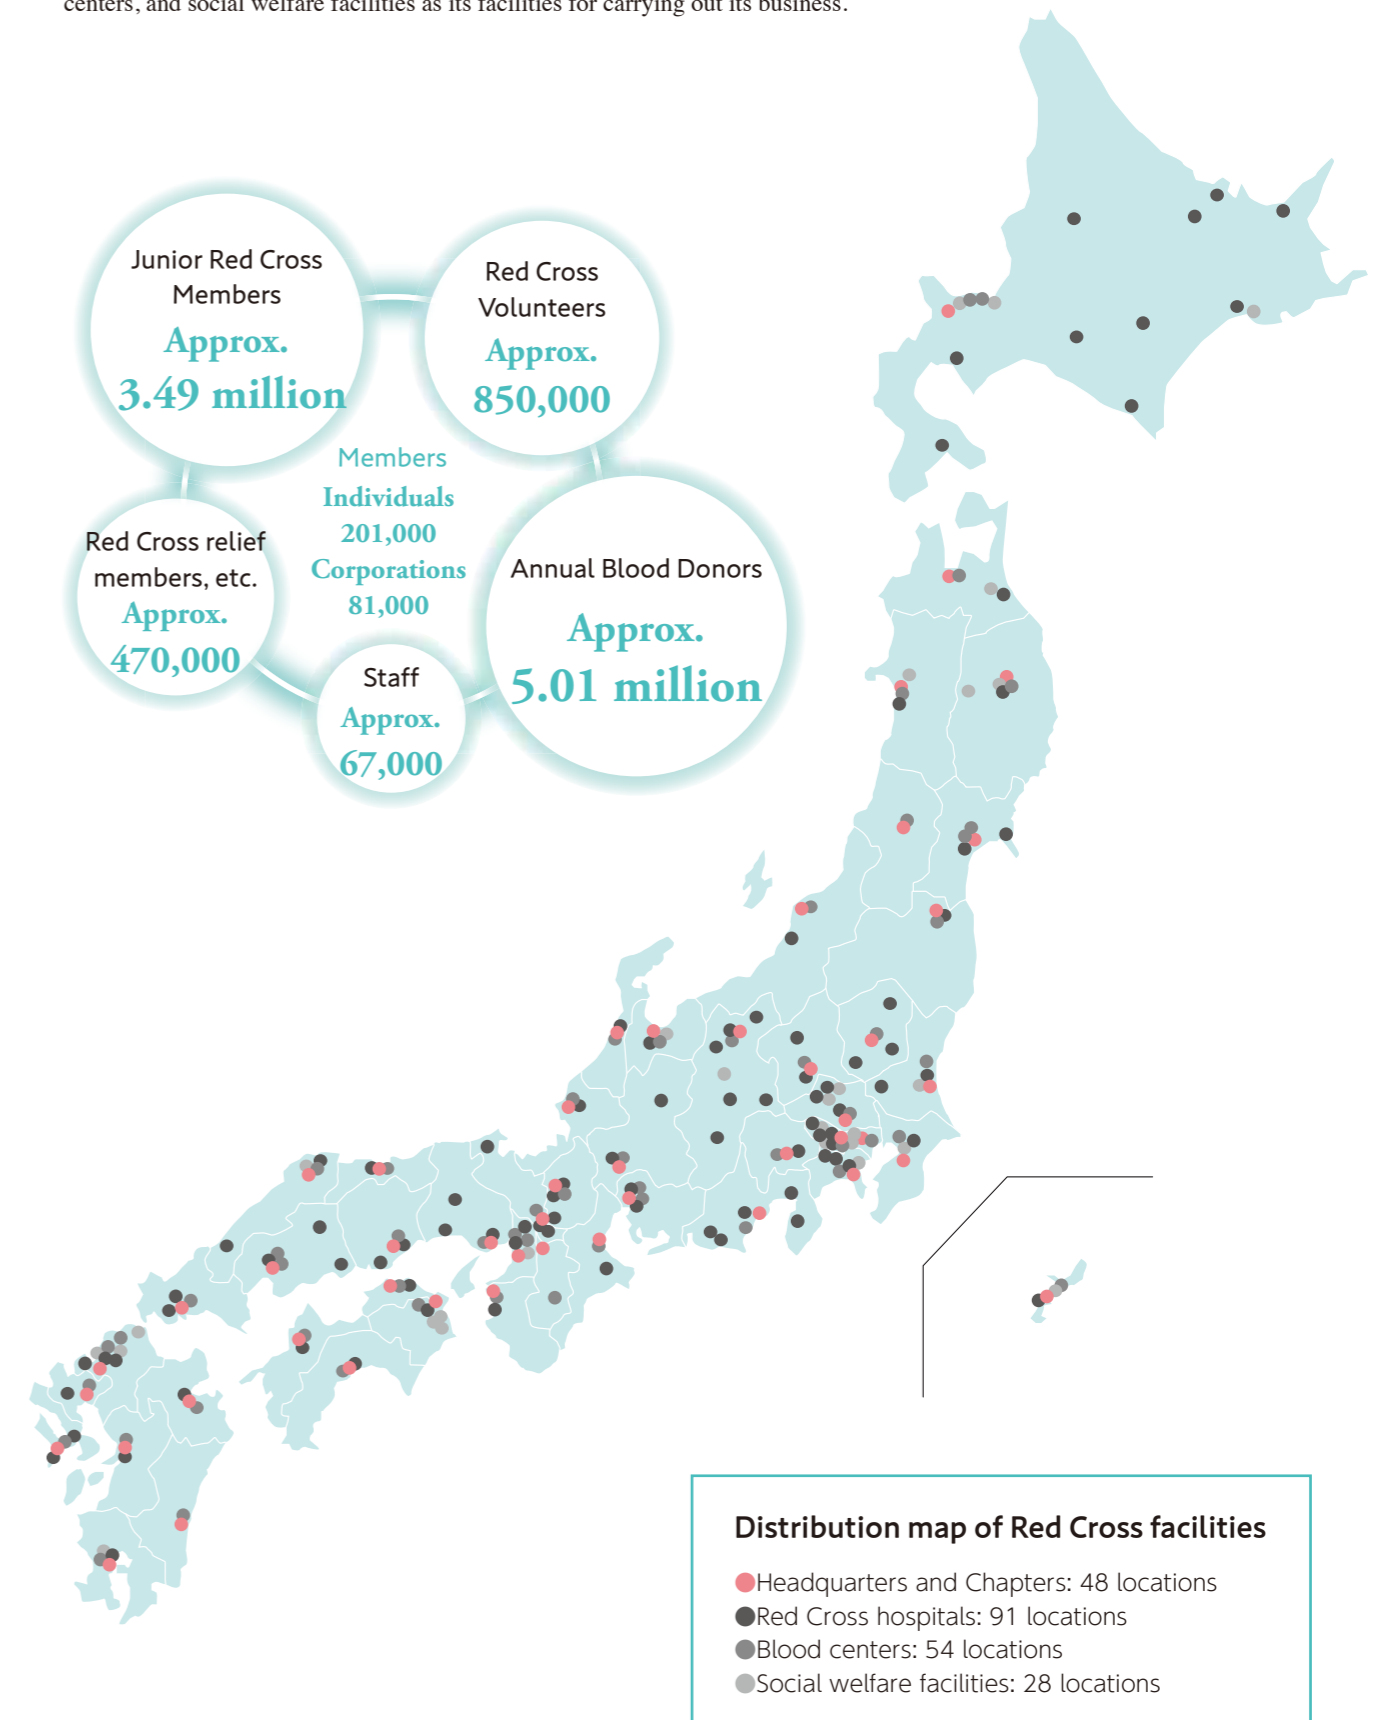 centers, and social welfare facilities as its facilities for carrying out its business.
Junior Red Cross
Members
Approx.
3.49 million
Red Cross
Volunteers
Approx.
850,000
Members
Individuals
201,000
Corporations
81,000
Red Cross relief
members, etc.
Approx.
470,000
Annual Blood Donors
Approx.
5.01 million
Staff
Approx.
67,000
Distribution map of Red Cross facilities
Headquarters and Chapters: 48 locations
Red Cross hospitals: 91 locations
Blood centers: 54 locations
Social welfare facilities: 28 locations